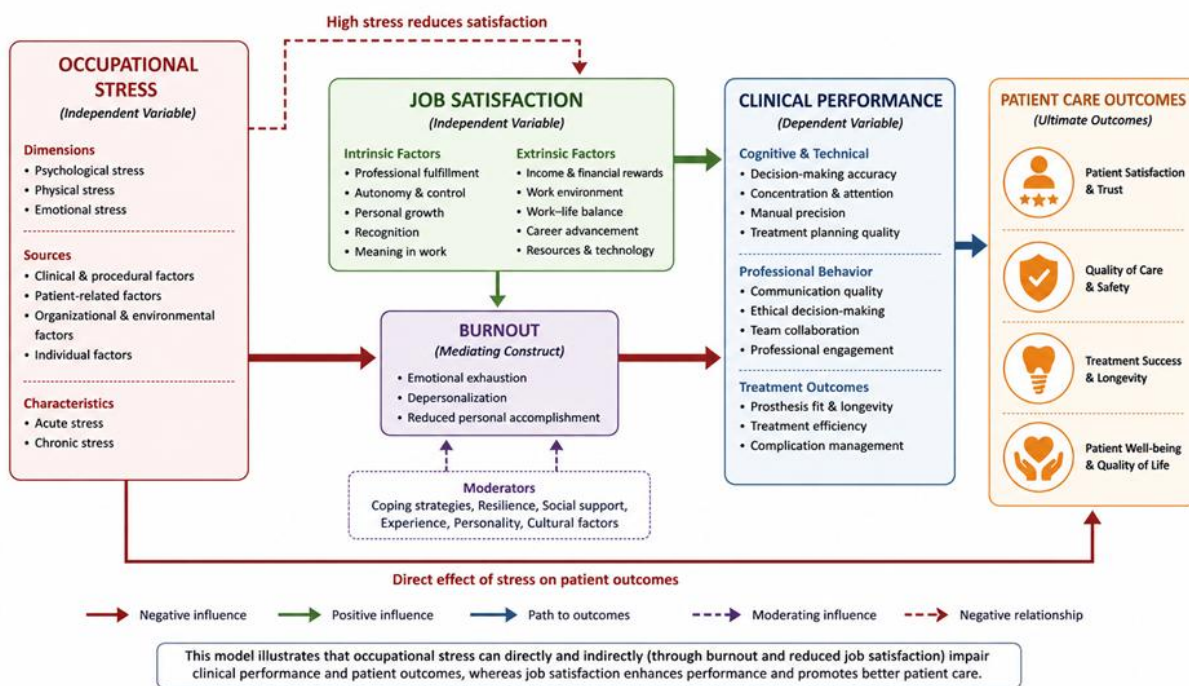 High stress reduces satisfaction
OCCUPATIONAL
STRESS
(Independent Variable)
Dimensions
• Psychological stress
• Physical stress
• Emotional stress
Sources
• Clinical & procedural factors
• Patient-related factors
• Organizational & environmental
factors
• Individual factors
Characteristics
• Acute stress
• Chronic stress
JOB SATISFACTION
(Independent Variable)
Intrinsic Factors
• Professional fulfillment
• Autonomy & control
• Personal growth
• Recognition
• Meaning in work
Extrinsic Factors
• Income & financial rewards
• Work environment
• Work–life balance
• Career advancement
• Resources & technology
BURNOUT
(Mediating Construct)
• Emotional exhaustion
• Depersonalization
• Reduced personal accomplishment
Moderators
Coping strategies, Resilience, Social support,
Experience, Personality, Cultural factors
CLINICAL PERFORMANCE
(Dependent Variable)
Cognitive & Technical
• Decision-making accuracy
• Concentration & attention
• Manual precision
• Treatment planning quality
Professional Behavior
• Communication quality
• Ethical decision-making
• Team collaboration
• Professional engagement
Treatment Outcomes
• Prosthesis fit & longevity
• Treatment efficiency
• Complication management
PATIENT CARE OUTCOMES
(Ultimate Outcomes)
Patient Satisfaction
& Trust
Quality of Care
& Safety
Treatment Success
& Longevity
Patient Well-being
& Quality of Life
Direct effect of stress on patient outcomes
Negative influence
Positive influence
Path to outcomes
Moderating influence
Negative relationship
This model illustrates that occupational stress can directly and indirectly (through burnout and reduced job satisfaction) impair
clinical performance and patient outcomes, whereas job satisfaction enhances performance and promotes better patient care.